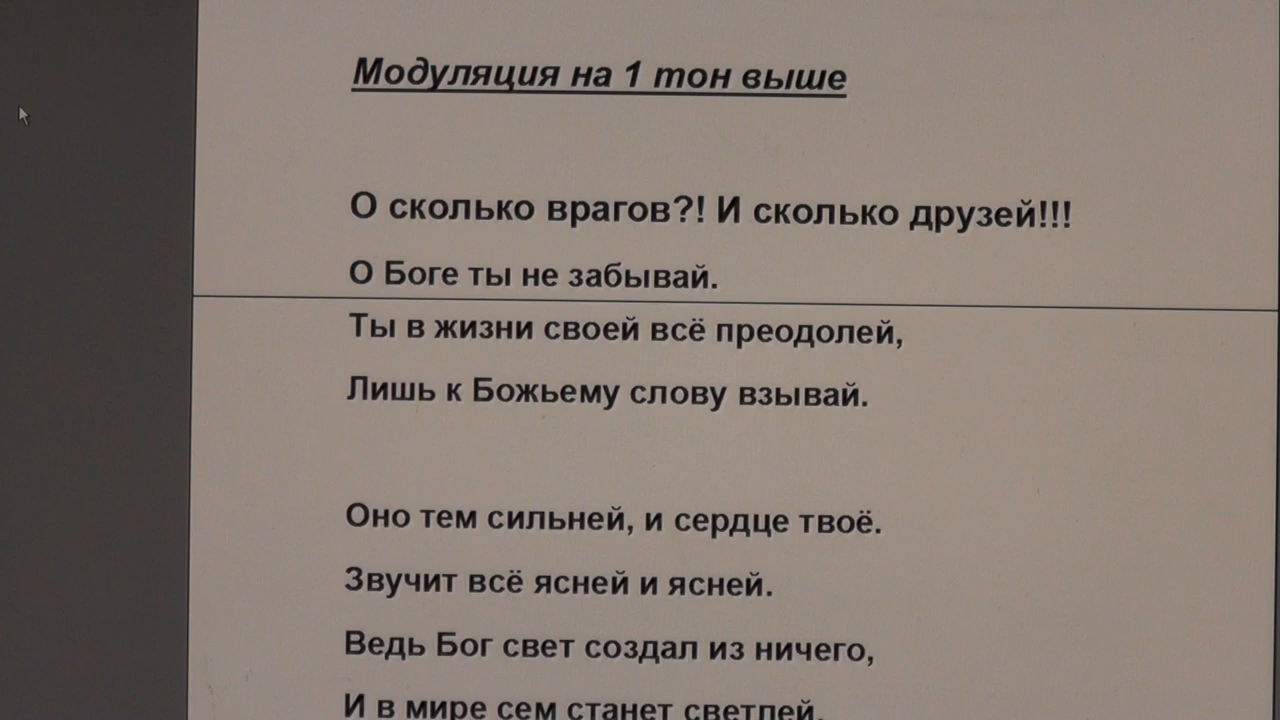 Модуляция на 1 тон выше
О сколько врагов?! И сколько друзей!!!
О Боге ты не забывай.
Ты в жизни своей всё преодолей,
Лишь к Божьему слову взывай.
Оно тем сильней, и сердце твоё.
Звучит всё ясней и ясней.
Ведь Бог свет создал из ничего,
И в мире сем станет светлей.